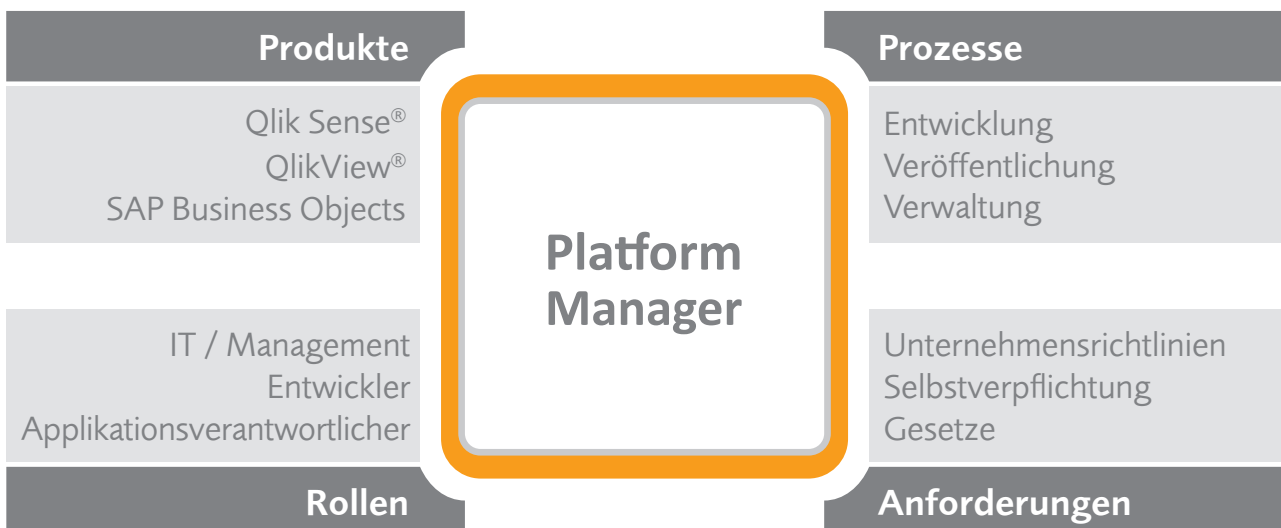 Produkte
Qlik Sense®
QlikView®
SAP Business Objects
Prozesse
Entwicklung
Veröffentlichung
Verwaltung
Platform
Manager
IT / Management
Entwickler
Applikationsverantwortlicher
Rollen
Unternehmensrichtlinien
Selbstverpflichtung
Gesetze
Anforderungen